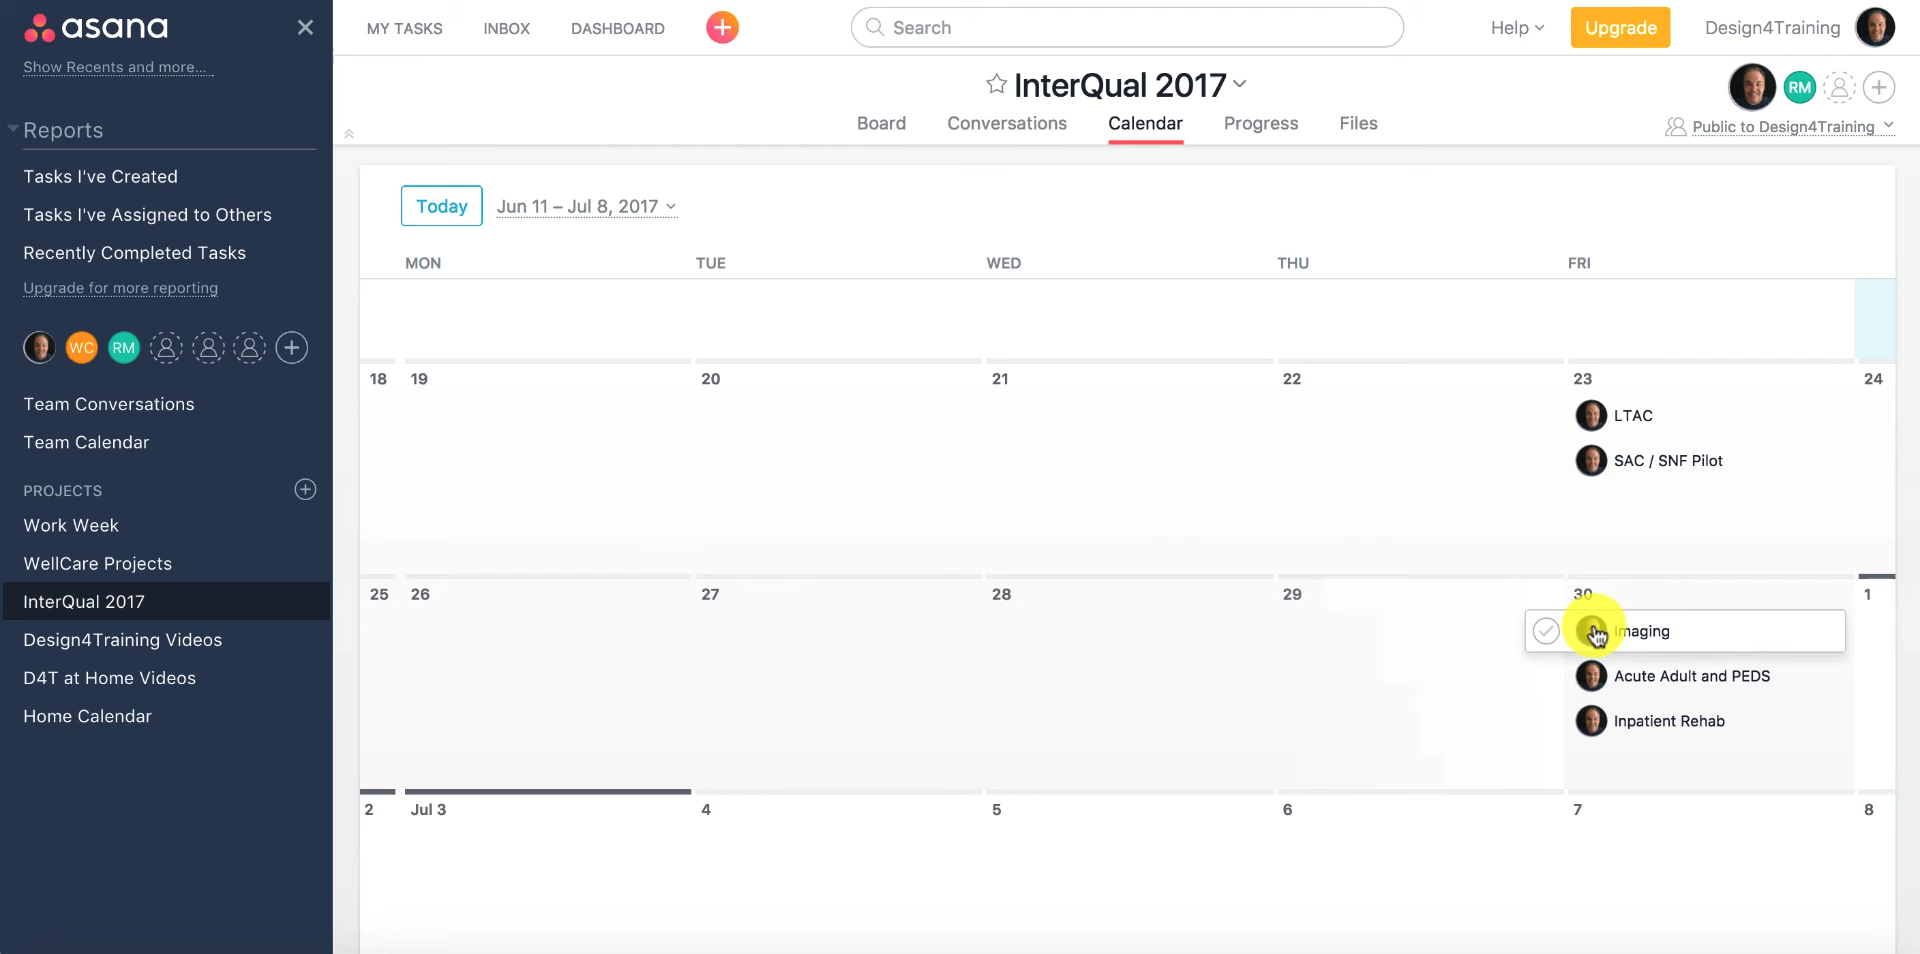 asana
Show Recents and more...
Reports
Tasks I've Created
Tasks I've Assigned to Others
Recently Completed Tasks
Upgrade for more reporting
WC RM
Team Conversations
Team Calendar
PROJECTS
Work Week
WellCare Projects
InterQual 2017
Design4Training Videos
D4T at Home Videos
Home Calendar
MY TASKS INBOX DASHBOARD Search Help Upgrade Design4Training
InterQual 2017
RM
Board Conversations Calendar Progress Files
Public to Design4Training
Today Jun 11 – Jul 8, 2017
MON TUE WED THU FRI
18 19 20 21 22 23 24
LTAC
SAC / SNF Pilot
25 26 27 28 29 30 1
Imaging
Acute Adult and PEDS
Inpatient Rehab
2 Jul 3 4 5 6 7 8